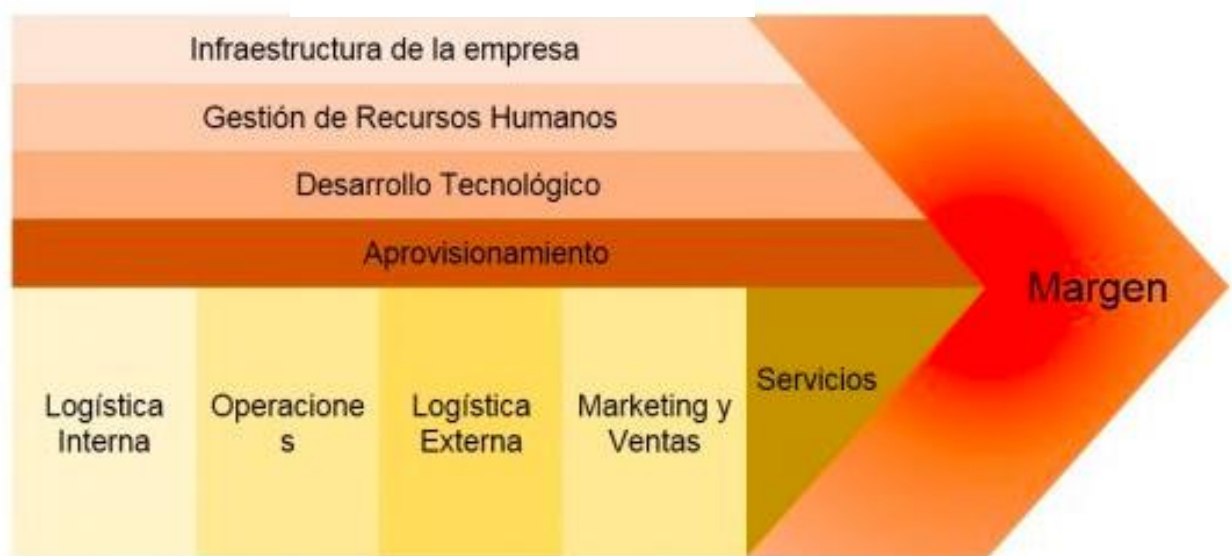 Infraestructura de la empresa
Gestión de Recursos Humanos
Desarrollo Tecnológico
Aprovisionamiento
Margen
Logística
Interna
Operacione
s
Logística
Externa
Marketing y
Ventas
Servicios